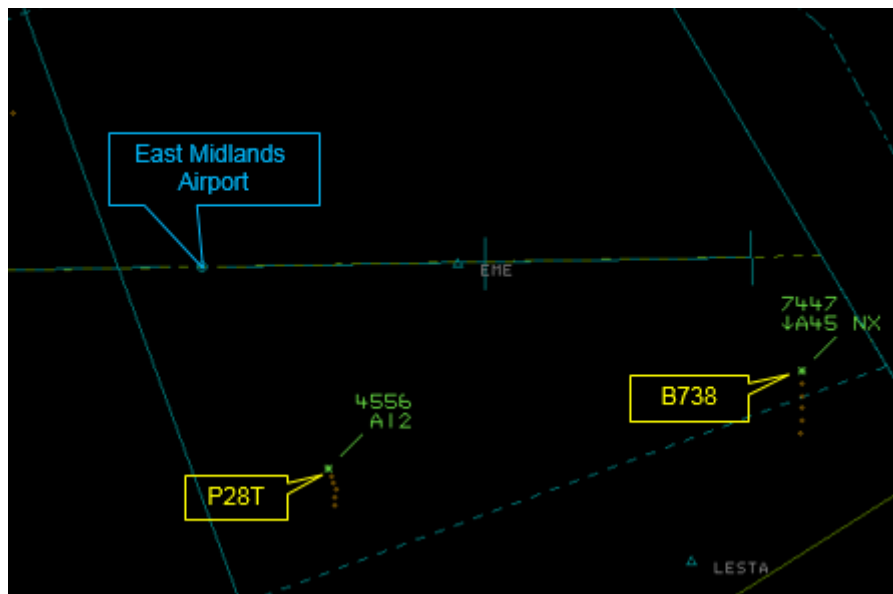 East Midlands
Airport
EME
7447
↓A45 NX
B738
4556
A12
P28T
LESTA